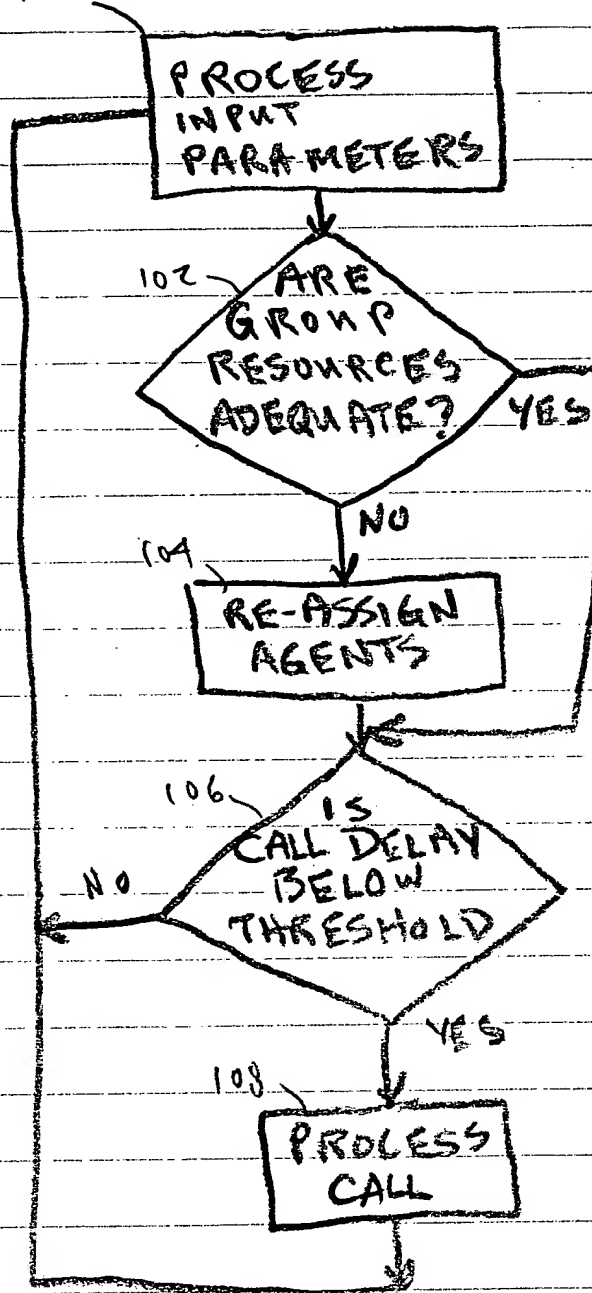 PROCESS
INPUT
PARAMETERS
102
ARE
GROUP
RESOURCES
ADEQUATE?
YES
NO
104
RE-ASSIGN
AGENTS
106
IS
CALL DELAY
BELOW
THRESHOLD
NO
YES
108
PROCESS
CALL